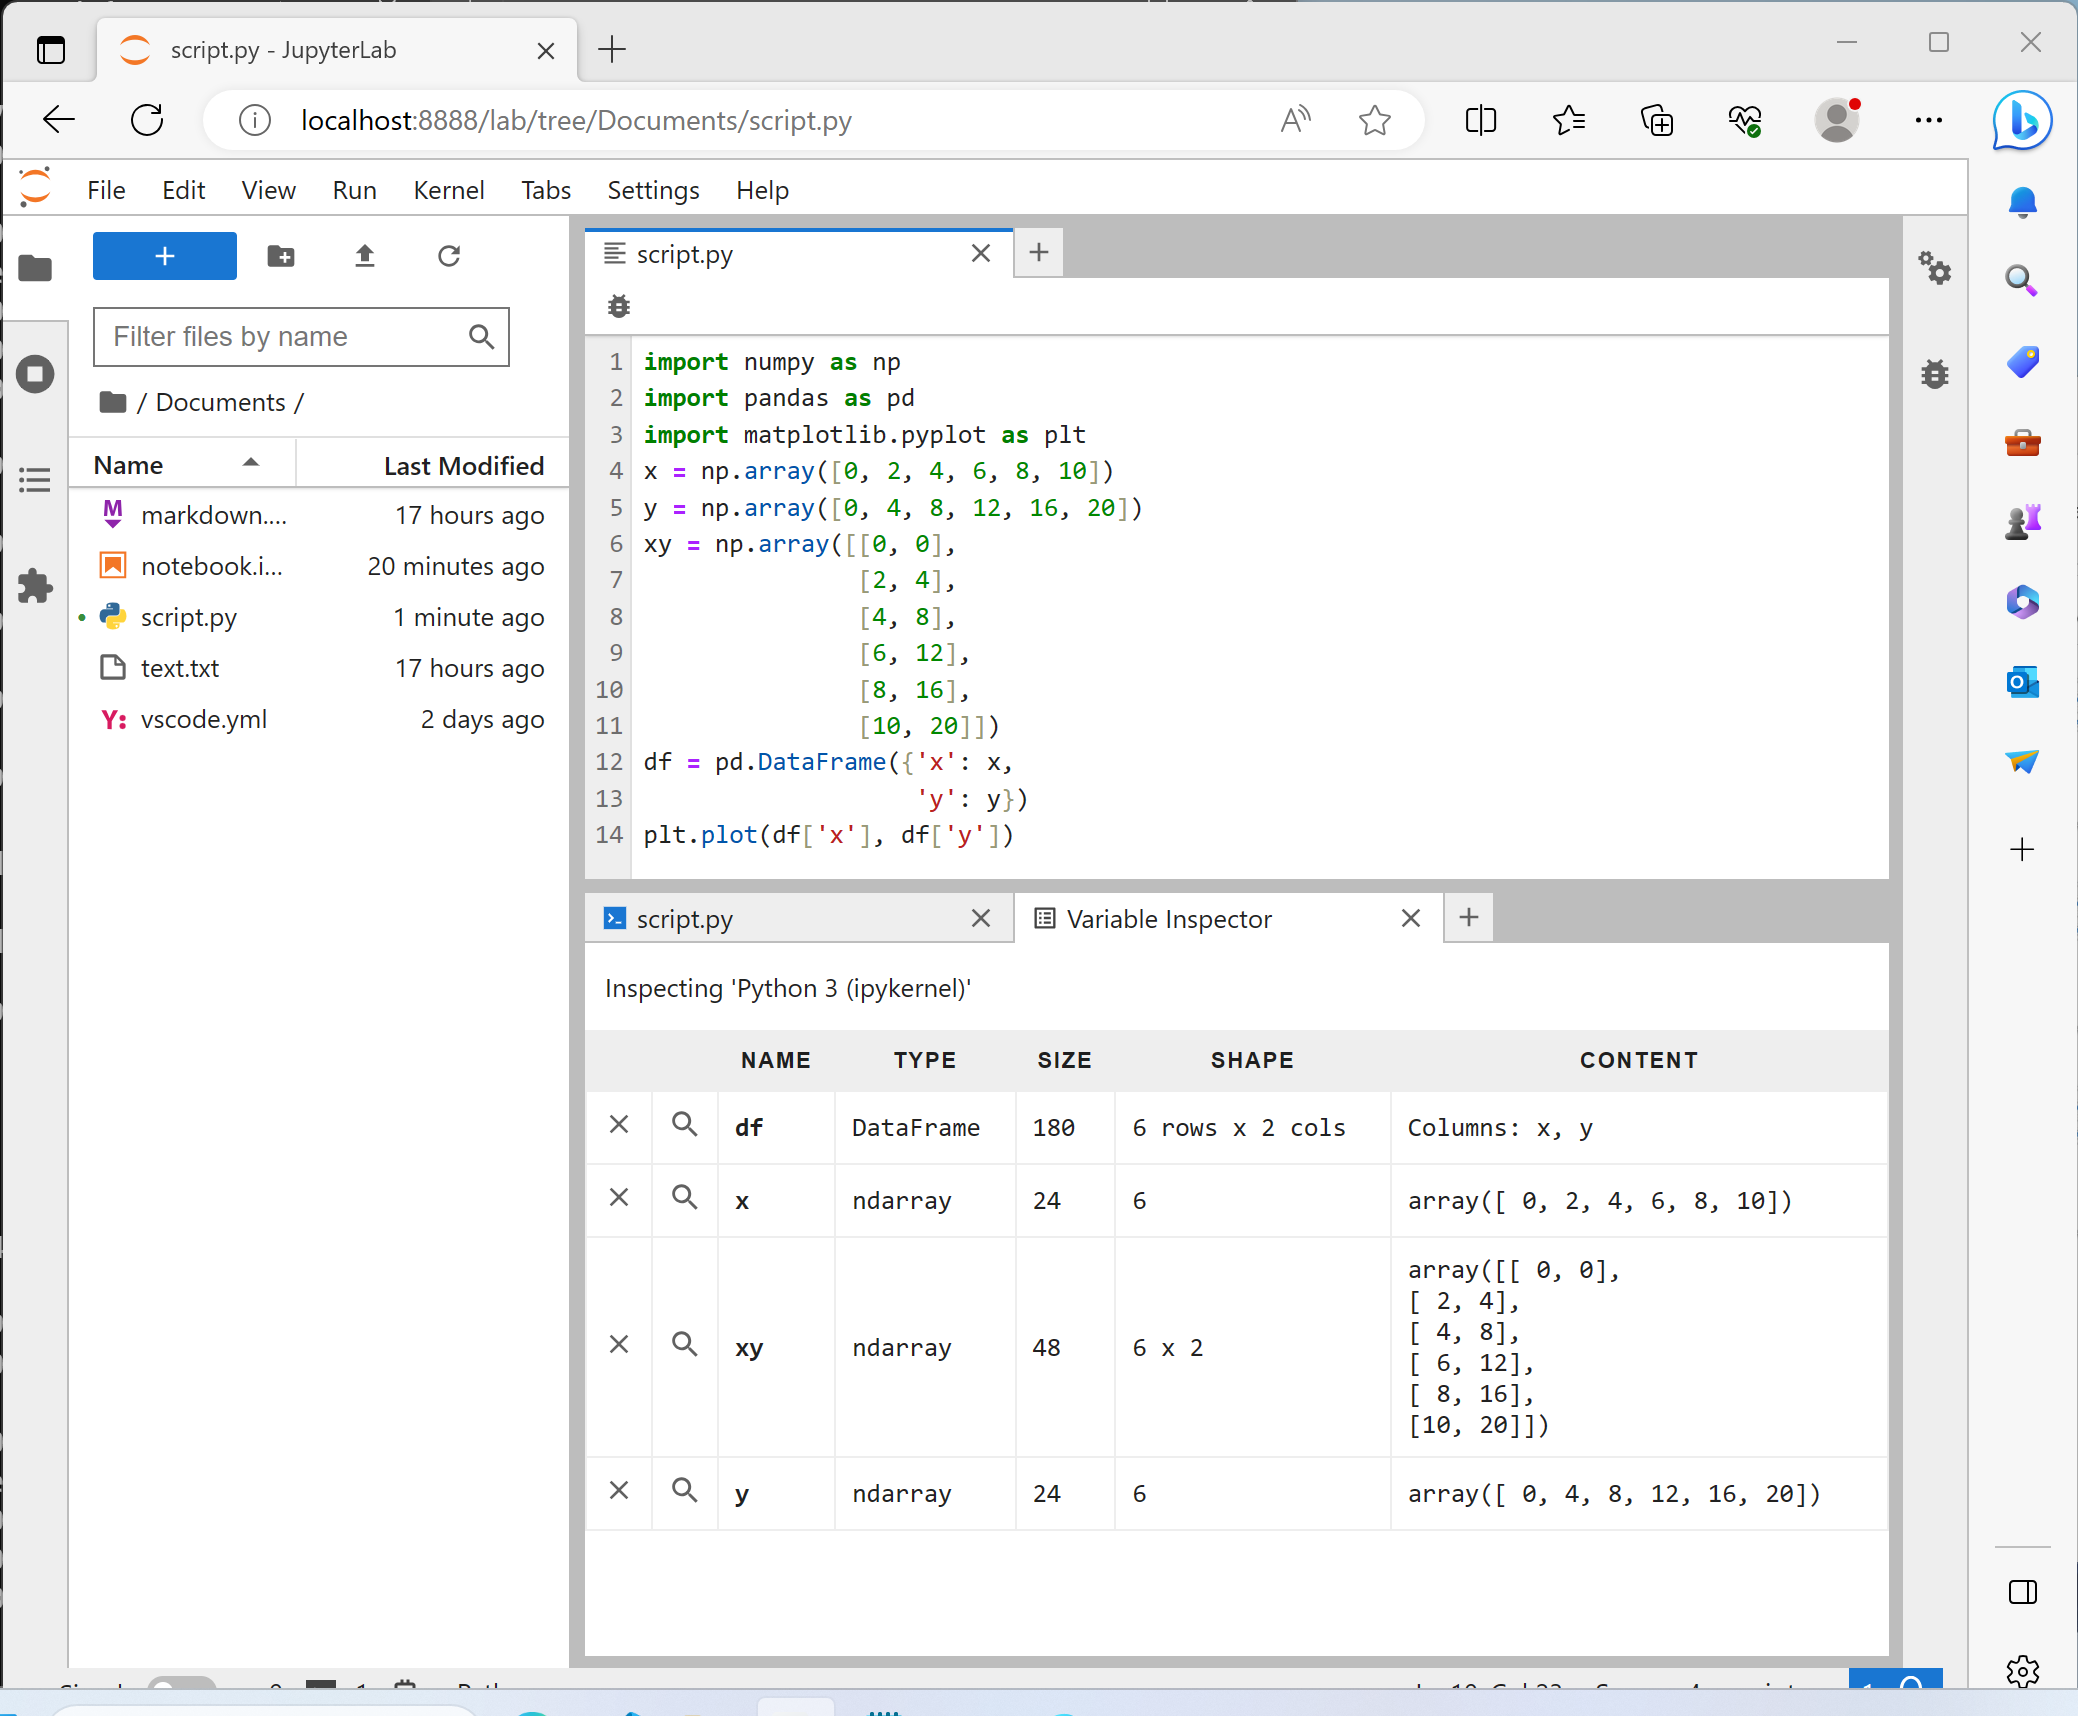 script.py - JupyterLab
localhost:8888/lab/tree/Documents/script.py
File Edit View Run Kernel Tabs Settings Help
Filter files by name
/ Documents /
Name Last Modified
markdown.... 17 hours ago
notebook.i... 20 minutes ago
script.py 1 minute ago
text.txt 17 hours ago
vscode.yml 2 days ago
script.py
1 import numpy as np
2 import pandas as pd
3 import matplotlib.pyplot as plt
4 x = np.array([0, 2, 4, 6, 8, 10])
5 y = np.array([0, 4, 8, 12, 16, 20])
6 xy = np.array([[0, 0],
7 [2, 4],
8 [4, 8],
9 [6, 12],
10 [8, 16],
11 [10, 20]])
12 df = pd.DataFrame({'x': x,
13 'y': y})
14 plt.plot(df['x'], df['y'])
script.py Variable Inspector
Inspecting 'Python 3 (ipykernel)'
NAME TYPE SIZE SHAPE CONTENT
df DataFrame 180 6 rows x 2 cols Columns: x, y
x ndarray 24 6 array([ 0, 2, 4, 6, 8, 10])
xy ndarray 48 6 x 2 array([[ 0, 0],
[ 2, 4],
[ 4, 8],
[ 6, 12],
[ 8, 16],
[10, 20]])
y ndarray 24 6 array([ 0, 4, 8, 12, 16, 20])